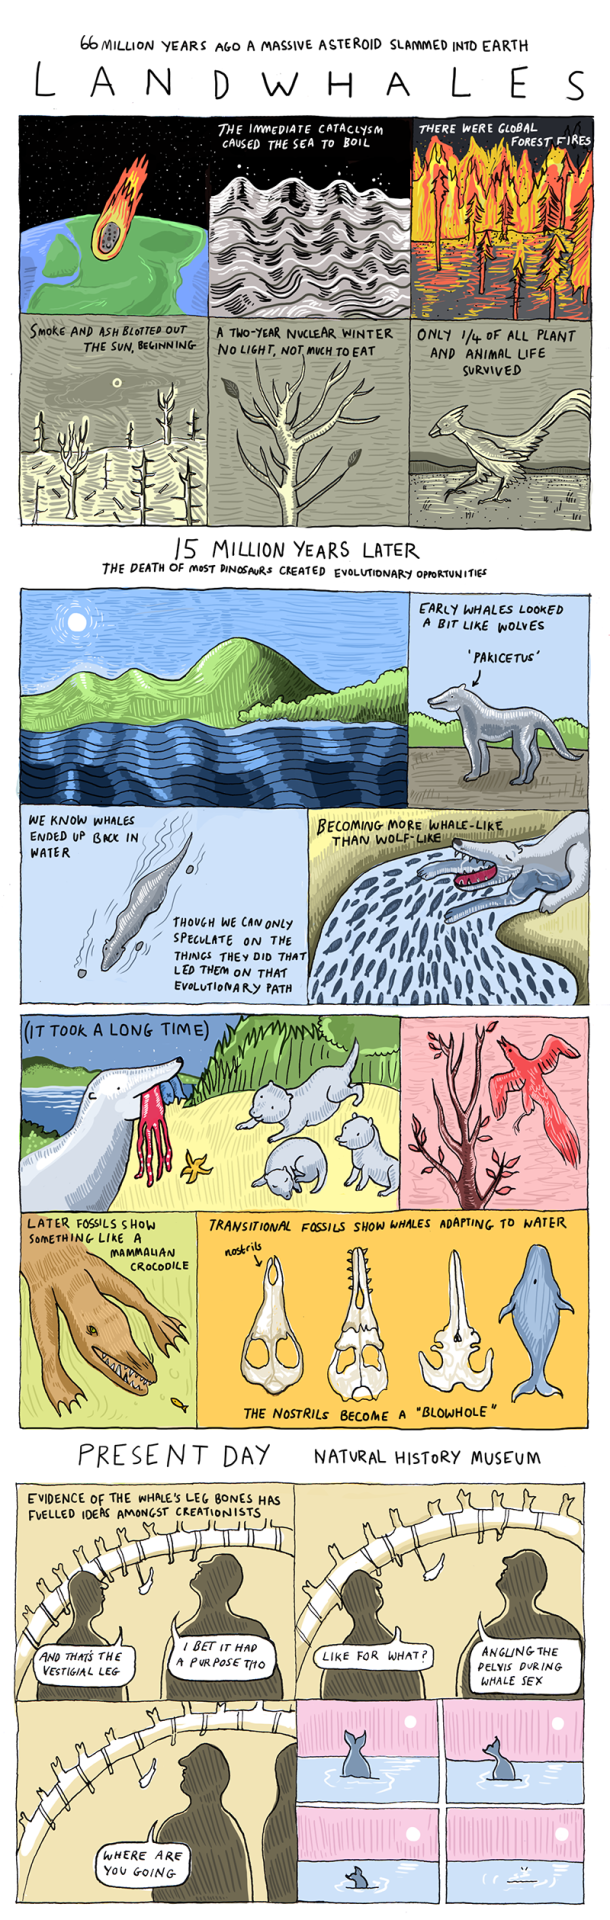 66 MILLION YEARS AGO A MASSIVE ASTEROID SLAMMED INTO EARTH
LANDWHALES
THE IMMEDIATE CATACLYSM
CAUSED THE SEA TO BOIL
THERE WERE GLOBAL
FOREST FIRES
SMOKE AND ASH BLOTTED OUT
THE SUN, BEGINNING
A TWO-YEAR NUCLEAR WINTER
NO LIGHT, NOT MUCH TO EAT
ONLY 1/4 OF ALL PLANT
AND ANIMAL LIFE
SURVIVED
15 MILLION YEARS LATER
THE DEATH OF MOST DINOSAURS CREATED EVOLUTIONARY OPPORTUNITIES
EARLY WHALES LOOKED
A BIT LIKE WOLVES
'PAKICETUS'
WE KNOW WHALES
ENDED UP BACK IN
WATER
THOUGH WE CAN ONLY
SPECULATE ON THE
THINGS THEY DID THAT
LED THEM ON THAT
EVOLUTIONARY PATH
BECOMING MORE WHALE-LIKE
THAN WOLF-LIKE
(IT TOOK A LONG TIME)
LATER FOSSILS SHOW
SOMETHING LIKE A
MAMMALIAN
CROCODILE
TRANSITIONAL FOSSILS SHOW WHALES ADAPTING TO WATER
nostrils
THE NOSTRILS BECOME A "BLOWHOLE"
PRESENT DAY NATURAL HISTORY MUSEUM
EVIDENCE OF THE WHALE'S LEG BONES HAS
FUELLED IDEAS AMONGST CREATIONISTS
AND THAT'S THE
VESTIGIAL LEG
I BET IT HAD
A PURPOSE THO
LIKE FOR WHAT?
ANGLING THE
PELVIS DURING
WHALE SEX
WHERE ARE
YOU GOING